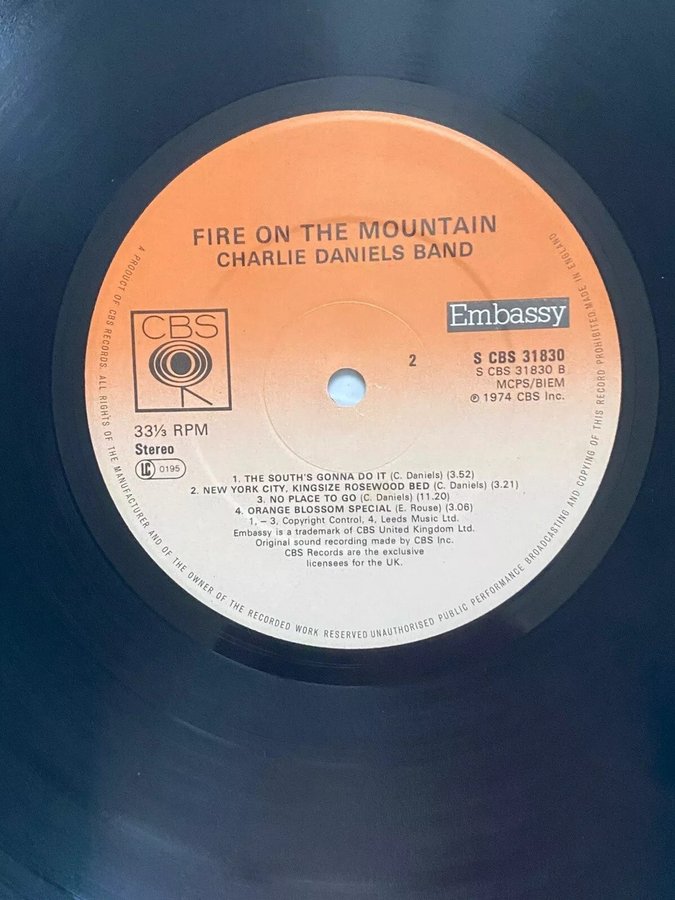 FIRE ON THE MOUNTAIN
CHARLIE DANIELS BAND
CBS
Embassy
2
S CBS 31830
S CBS 31830 B
MCPS/BIEM
℗ 1974 CBS Inc.
33⅓ RPM
Stereo
LC 0195
1. THE SOUTH'S GONNA DO IT (C. Daniels) (3.52)
2. NEW YORK CITY, KINGSIZE ROSEWOOD BED (C. Daniels) (3.21)
3. NO PLACE TO GO (C. Daniels) (11.20)
4. ORANGE BLOSSOM SPECIAL (E. Rouse) (3.06)
1, – 3, Copyright Control, 4, Leeds Music Ltd.
Embassy is a trademark of CBS United Kingdom Ltd.
Original sound recording made by CBS Inc.
CBS Records are the exclusive
licensees for the UK.
A PRODUCT OF CBS RECORDS. ALL RIGHTS OF THE MANUFACTURER AND OF THE OWNER OF THE RECORDED WORK RESERVED UNAUTHORISED PUBLIC PERFORMANCE BROADCASTING AND COPYING OF THIS RECORD PROHIBITED. MADE IN ENGLAND